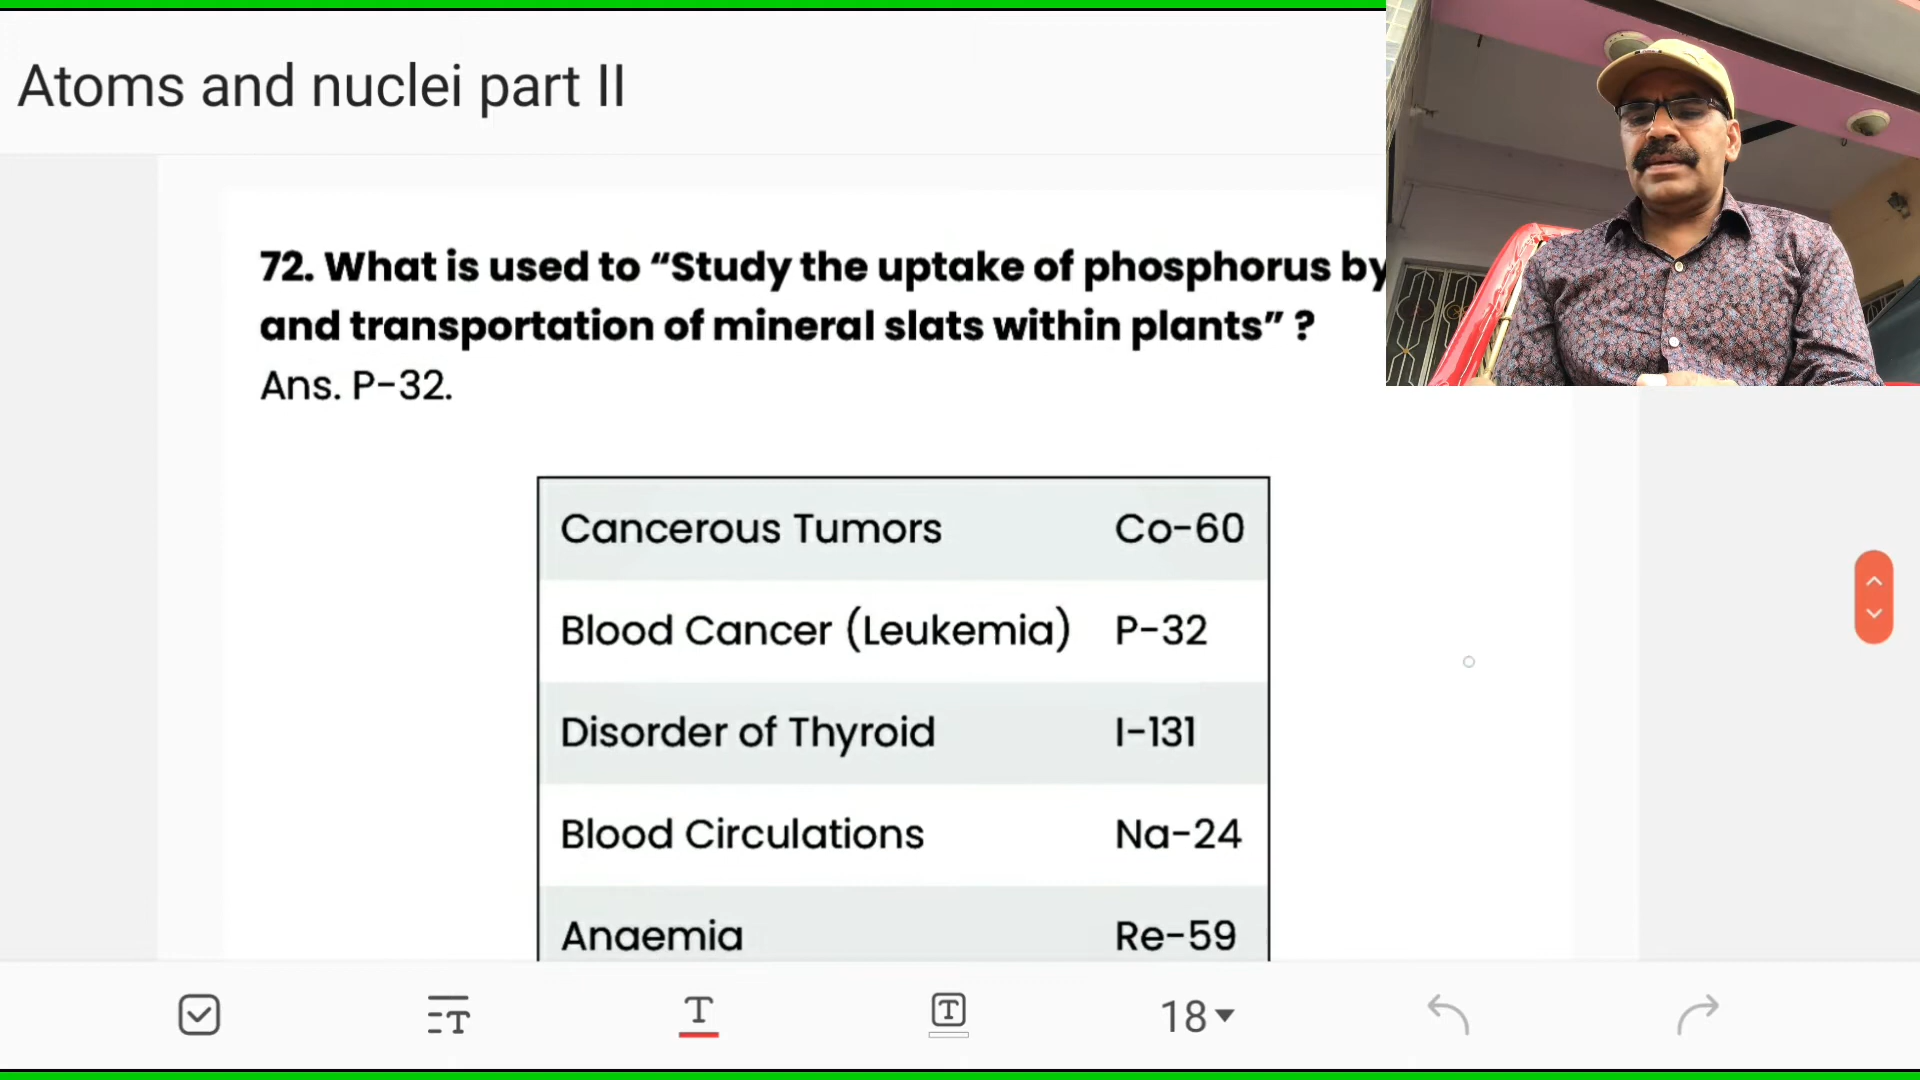 Atoms and nuclei part II
72. What is used to “Study the uptake of phosphorus by
and transportation of mineral slats within plants” ?
Ans. P-32.
Cancerous Tumors Co-60
Blood Cancer (Leukemia) P-32
Disorder of Thyroid I-131
Blood Circulations Na-24
Anaemia Re-59
18